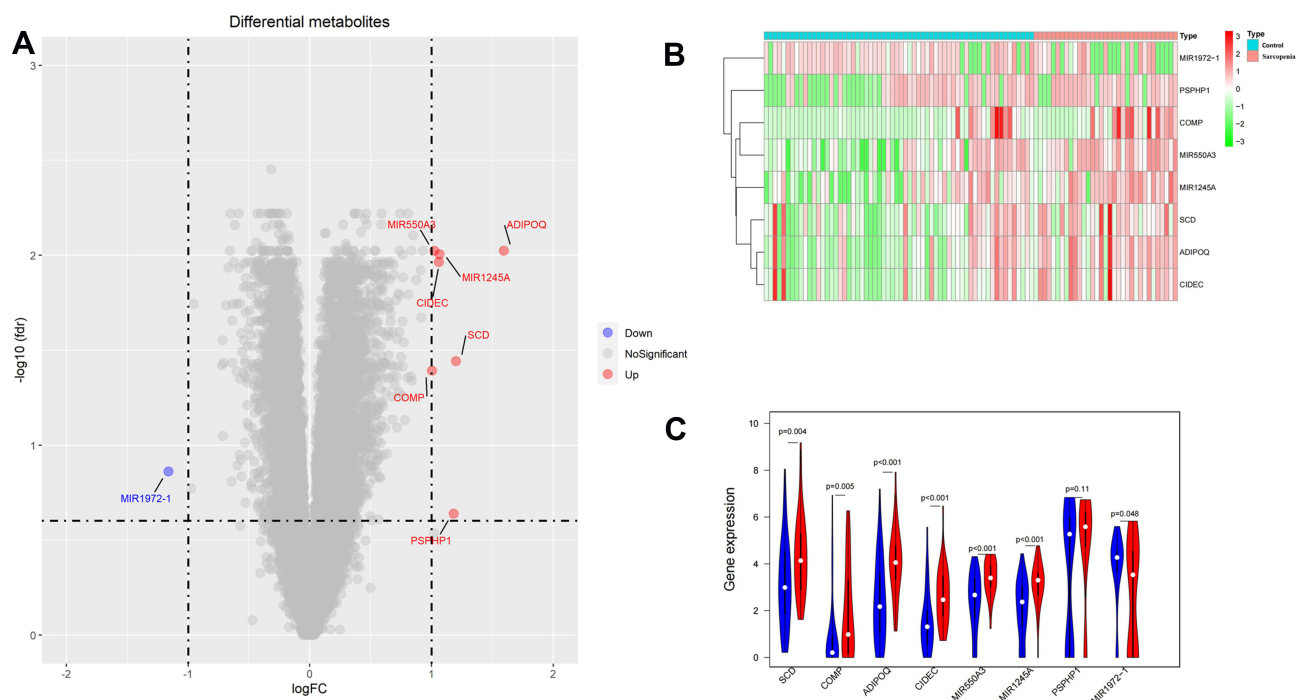 Differential metabolites
A
3
2
1
0
-log10 (fdr)
-2
-1
0
1
2
logFC
MIR550A3
ADIPOQ
MIR1245A
CIDEC
SCD
COMP
MIR1972-1
PSPHP1
Down
NoSignificant
Up
B
Type
MIR1972−1
PSPHP1
COMP
MIR550A3
MIR1245A
SCD
ADIPOQ
CIDEC
3
2
1
0
−1
−2
−3
Type
Control
Sarcopenia
C
Gene expression
10
8
6
4
2
0
p=0.004
p=0.005
p<0.001
p<0.001
p<0.001
p<0.001
p=0.11
p=0.048
SCD
COMP
ADIPOQ
CIDEC
MIR550A3
MIR1245A
PSPHP1
MIR1972-1